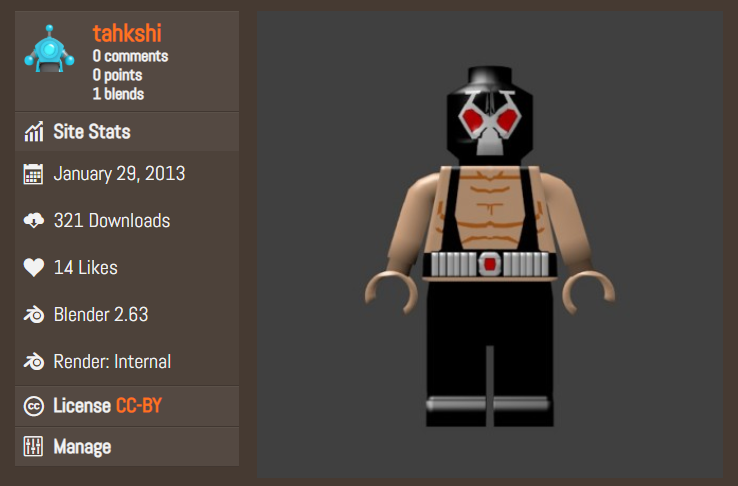 tahkshi
0 comments
0 points
1 blends
Site Stats
January 29, 2013
321 Downloads
14 Likes
Blender 2.63
Render: Internal
cc License CC-BY
Manage